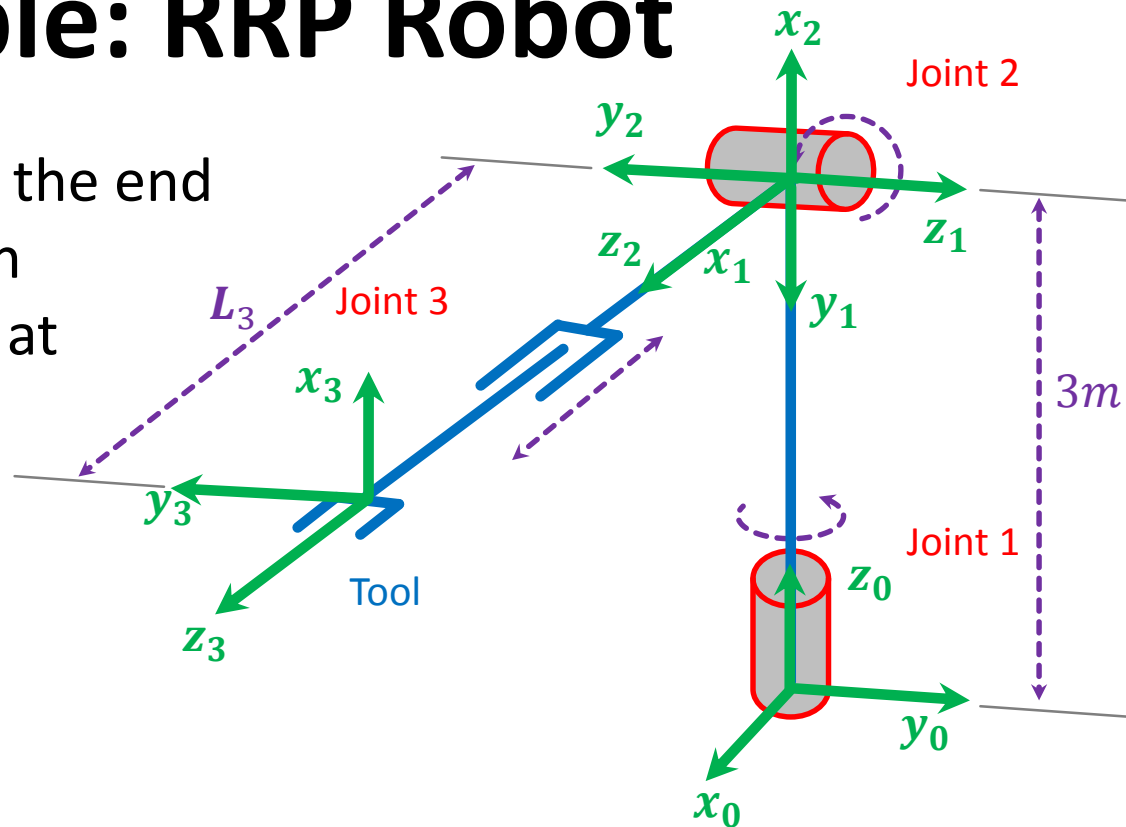 ole: RRP Robot
the end
n
at
x₂
Joint 2
y₂
z₁
z₂
x₁
y₁
L₃
Joint 3
x₃
3m
y₃
Joint 1
z₀
Tool
z₃
y₀
x₀